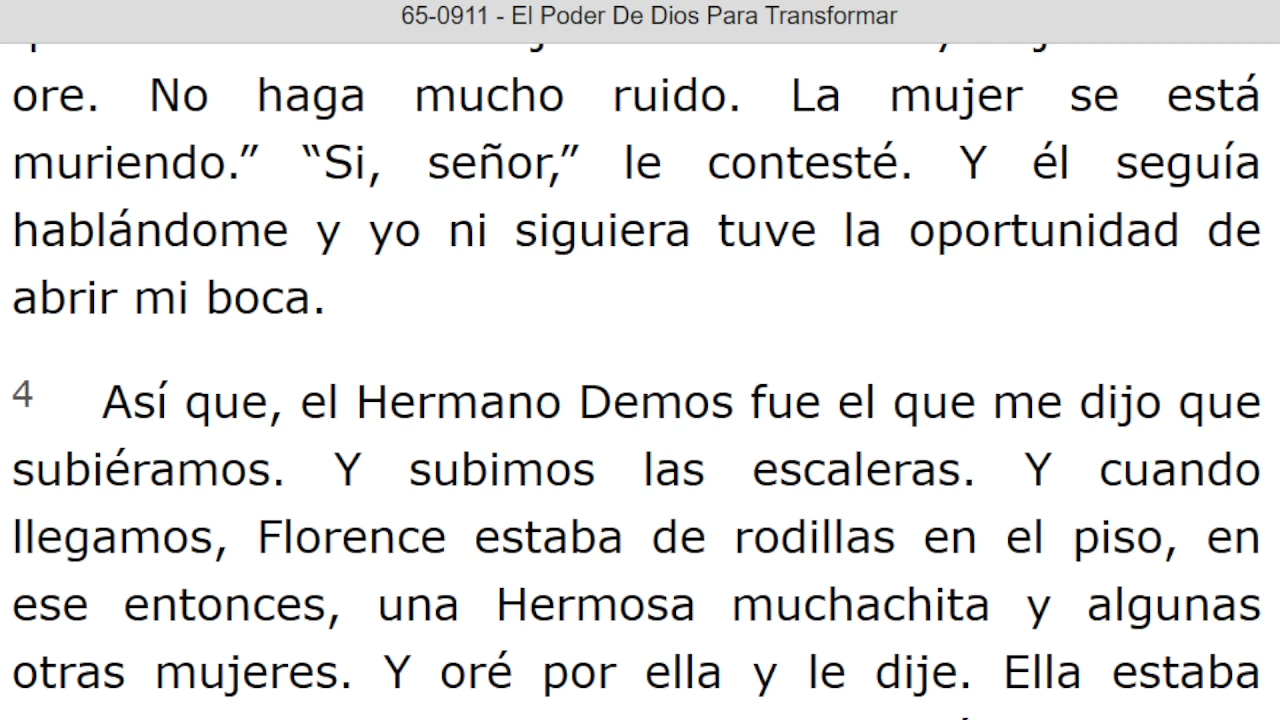 65-0911 - El Poder De Dios Para Transformar
ore. No haga mucho ruido. La mujer se está
muriendo.” “Si, señor,” le contesté. Y él seguía
hablándome y yo ni siguiera tuve la oportunidad de
abrir mi boca.
4 Así que, el Hermano Demos fue el que me dijo que
subiéramos. Y subimos las escaleras. Y cuando
llegamos, Florence estaba de rodillas en el piso, en
ese entonces, una Hermosa muchachita y algunas
otras mujeres. Y oré por ella y le dije. Ella estaba